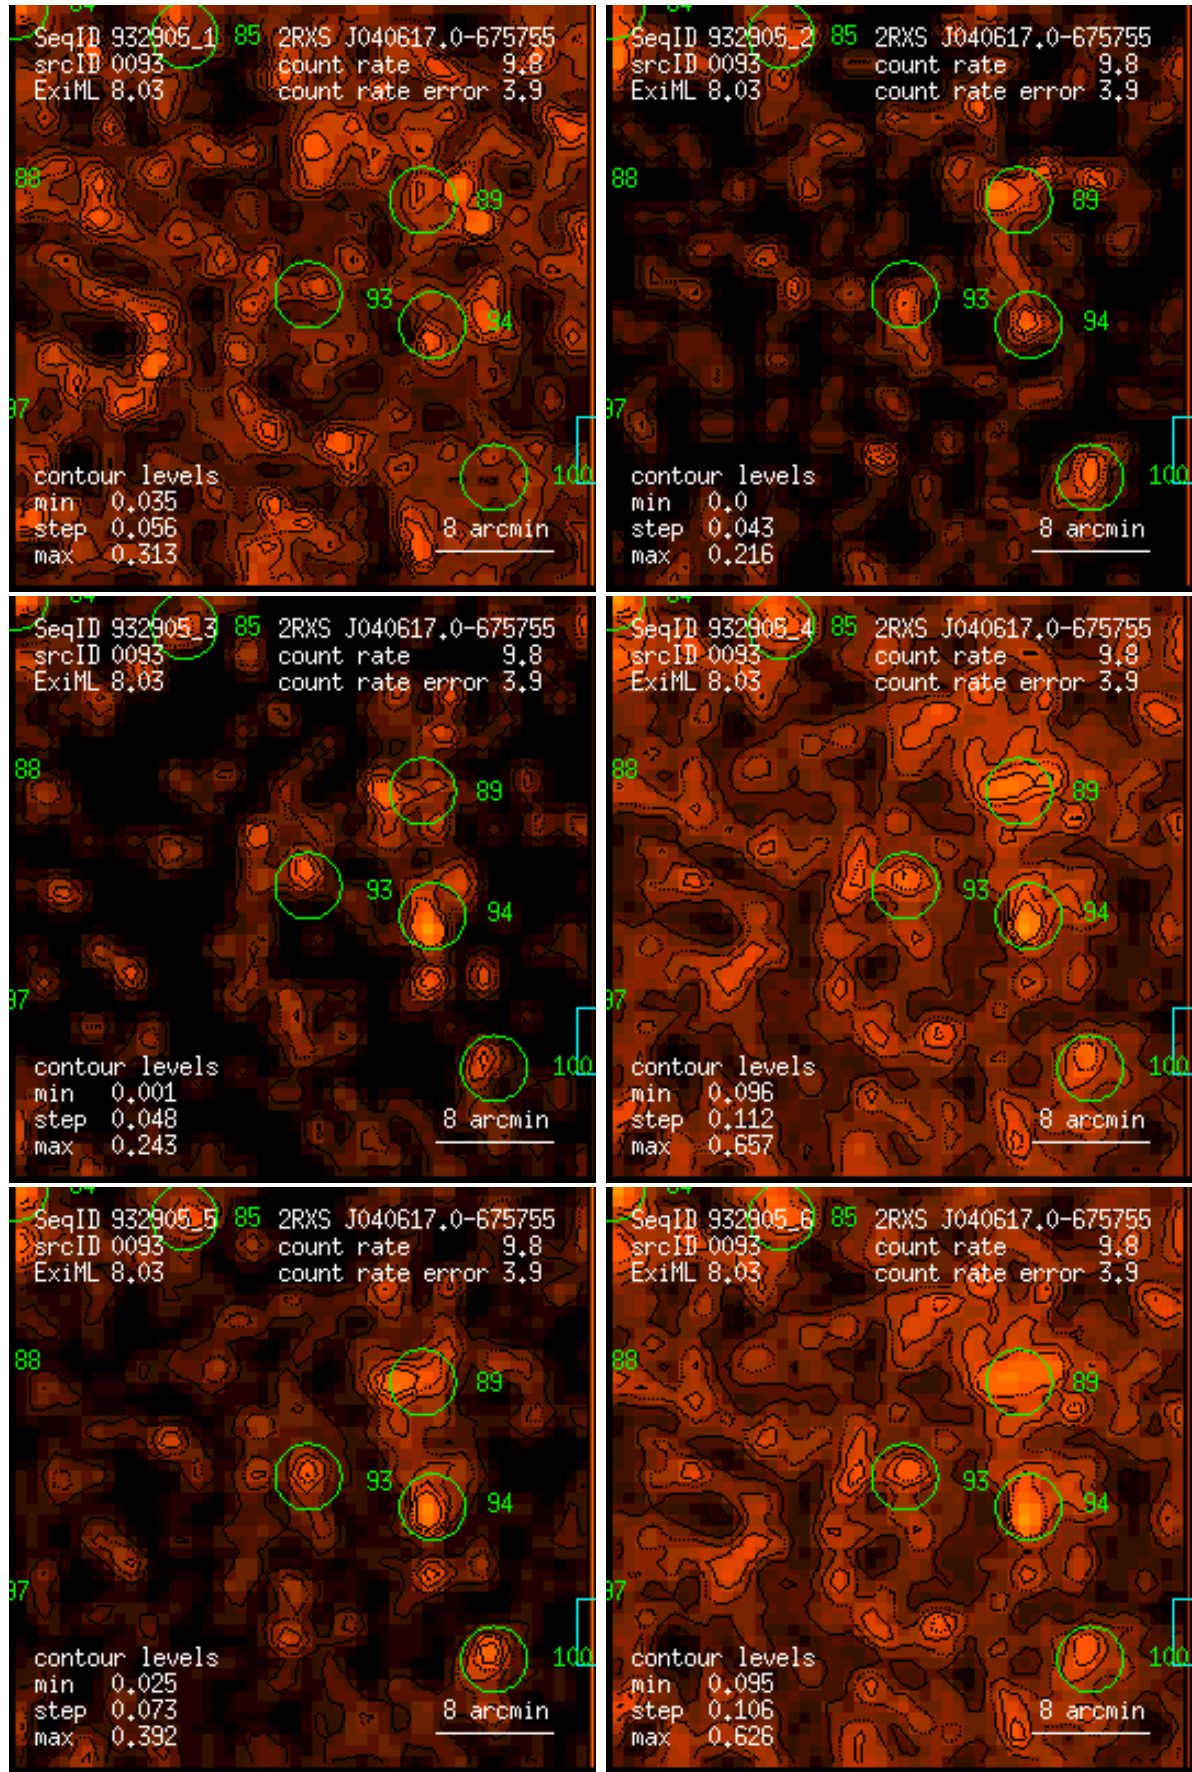 84
SeqID 932905_1 85 2RXS J040617.0-675755
srcID 0093 count rate 9.8
ExiML 8.03 count rate error 3.9
88
89
93
94
97
100
contour levels
min 0.035
step 0.056 8 arcmin
max 0.313
84
SeqID 932905_2 85 2RXS J040617.0-675755
srcID 0093 count rate 9.8
ExiML 8.03 count rate error 3.9
88
89
93
94
97
100
contour levels
min 0.0
step 0.043 8 arcmin
max 0.216
84
SeqID 932905_3 85 2RXS J040617.0-675755
srcID 0093 count rate 9.8
ExiML 8.03 count rate error 3.9
88
89
93
94
97
100
contour levels
min 0.001
step 0.048 8 arcmin
max 0.243
84
SeqID 932905_4 85 2RXS J040617.0-675755
srcID 0093 count rate 9.8
ExiML 8.03 count rate error 3.9
88
89
93
94
97
100
contour levels
min 0.096
step 0.112 8 arcmin
max 0.657
84
SeqID 932905_5 85 2RXS J040617.0-675755
srcID 0093 count rate 9.8
ExiML 8.03 count rate error 3.9
88
89
93
94
97
100
contour levels
min 0.025
step 0.073 8 arcmin
max 0.392
84
SeqID 932905_6 85 2RXS J040617.0-675755
srcID 0093 count rate 9.8
ExiML 8.03 count rate error 3.9
88
89
93
94
97
100
contour levels
min 0.095
step 0.106 8 arcmin
max 0.626